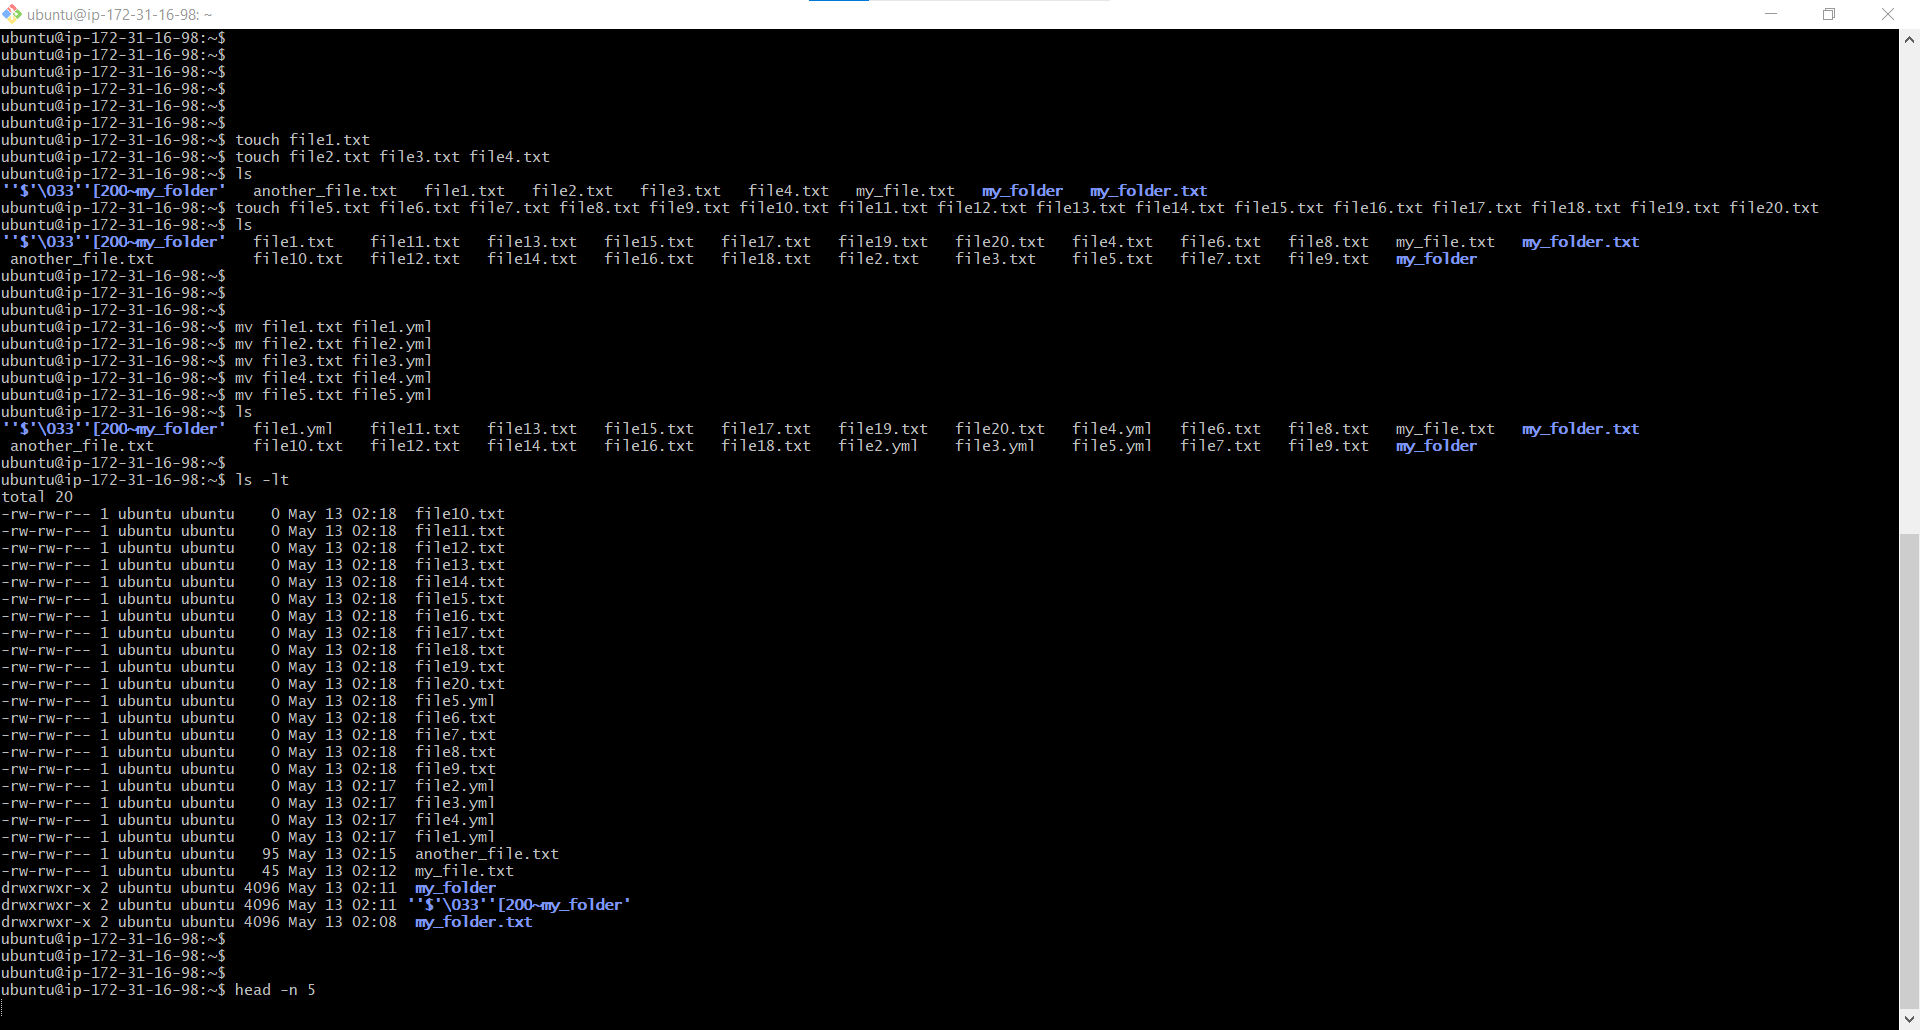 ubuntu@ip-172-31-16-98: ~
ubuntu@ip-172-31-16-98:~$
ubuntu@ip-172-31-16-98:~$
ubuntu@ip-172-31-16-98:~$
ubuntu@ip-172-31-16-98:~$
ubuntu@ip-172-31-16-98:~$
ubuntu@ip-172-31-16-98:~$
ubuntu@ip-172-31-16-98:~$ touch file1.txt
ubuntu@ip-172-31-16-98:~$ touch file2.txt file3.txt file4.txt
ubuntu@ip-172-31-16-98:~$ ls
''$'\033''[200~my_folder'   another_file.txt   file1.txt   file2.txt   file3.txt   file4.txt   my_file.txt   my_folder   my_folder.txt
ubuntu@ip-172-31-16-98:~$ touch file5.txt file6.txt file7.txt file8.txt file9.txt file10.txt file11.txt file12.txt file13.txt file14.txt file15.txt file16.txt file17.txt file18.txt file19.txt file20.txt
ubuntu@ip-172-31-16-98:~$ ls
''$'\033''[200~my_folder'   file1.txt    file11.txt   file13.txt   file15.txt   file17.txt   file19.txt   file20.txt   file4.txt   file6.txt   file8.txt   my_file.txt   my_folder.txt
 another_file.txt           file10.txt   file12.txt   file14.txt   file16.txt   file18.txt   file2.txt    file3.txt    file5.txt   file7.txt   file9.txt   my_folder
ubuntu@ip-172-31-16-98:~$
ubuntu@ip-172-31-16-98:~$
ubuntu@ip-172-31-16-98:~$
ubuntu@ip-172-31-16-98:~$ mv file1.txt file1.yml
ubuntu@ip-172-31-16-98:~$ mv file2.txt file2.yml
ubuntu@ip-172-31-16-98:~$ mv file3.txt file3.yml
ubuntu@ip-172-31-16-98:~$ mv file4.txt file4.yml
ubuntu@ip-172-31-16-98:~$ mv file5.txt file5.yml
ubuntu@ip-172-31-16-98:~$ ls
''$'\033''[200~my_folder'   file1.yml    file11.txt   file13.txt   file15.txt   file17.txt   file19.txt   file20.txt   file4.yml   file6.txt   file8.txt   my_file.txt   my_folder.txt
 another_file.txt           file10.txt   file12.txt   file14.txt   file16.txt   file18.txt   file2.yml    file3.yml    file5.yml   file7.txt   file9.txt   my_folder
ubuntu@ip-172-31-16-98:~$
ubuntu@ip-172-31-16-98:~$ ls -lt
total 20
-rw-rw-r-- 1 ubuntu ubuntu    0 May 13 02:18  file10.txt
-rw-rw-r-- 1 ubuntu ubuntu    0 May 13 02:18  file11.txt
-rw-rw-r-- 1 ubuntu ubuntu    0 May 13 02:18  file12.txt
-rw-rw-r-- 1 ubuntu ubuntu    0 May 13 02:18  file13.txt
-rw-rw-r-- 1 ubuntu ubuntu    0 May 13 02:18  file14.txt
-rw-rw-r-- 1 ubuntu ubuntu    0 May 13 02:18  file15.txt
-rw-rw-r-- 1 ubuntu ubuntu    0 May 13 02:18  file16.txt
-rw-rw-r-- 1 ubuntu ubuntu    0 May 13 02:18  file17.txt
-rw-rw-r-- 1 ubuntu ubuntu    0 May 13 02:18  file18.txt
-rw-rw-r-- 1 ubuntu ubuntu    0 May 13 02:18  file19.txt
-rw-rw-r-- 1 ubuntu ubuntu    0 May 13 02:18  file20.txt
-rw-rw-r-- 1 ubuntu ubuntu    0 May 13 02:18  file5.yml
-rw-rw-r-- 1 ubuntu ubuntu    0 May 13 02:18  file6.txt
-rw-rw-r-- 1 ubuntu ubuntu    0 May 13 02:18  file7.txt
-rw-rw-r-- 1 ubuntu ubuntu    0 May 13 02:18  file8.txt
-rw-rw-r-- 1 ubuntu ubuntu    0 May 13 02:18  file9.txt
-rw-rw-r-- 1 ubuntu ubuntu    0 May 13 02:17  file2.yml
-rw-rw-r-- 1 ubuntu ubuntu    0 May 13 02:17  file3.yml
-rw-rw-r-- 1 ubuntu ubuntu    0 May 13 02:17  file4.yml
-rw-rw-r-- 1 ubuntu ubuntu    0 May 13 02:17  file1.yml
-rw-rw-r-- 1 ubuntu ubuntu   95 May 13 02:15  another_file.txt
-rw-rw-r-- 1 ubuntu ubuntu   45 May 13 02:12  my_file.txt
drwxrwxr-x 2 ubuntu ubuntu 4096 May 13 02:11  my_folder
drwxrwxr-x 2 ubuntu ubuntu 4096 May 13 02:11 ''$'\033''[200~my_folder'
drwxrwxr-x 2 ubuntu ubuntu 4096 May 13 02:08  my_folder.txt
ubuntu@ip-172-31-16-98:~$
ubuntu@ip-172-31-16-98:~$
ubuntu@ip-172-31-16-98:~$
ubuntu@ip-172-31-16-98:~$ head -n 5